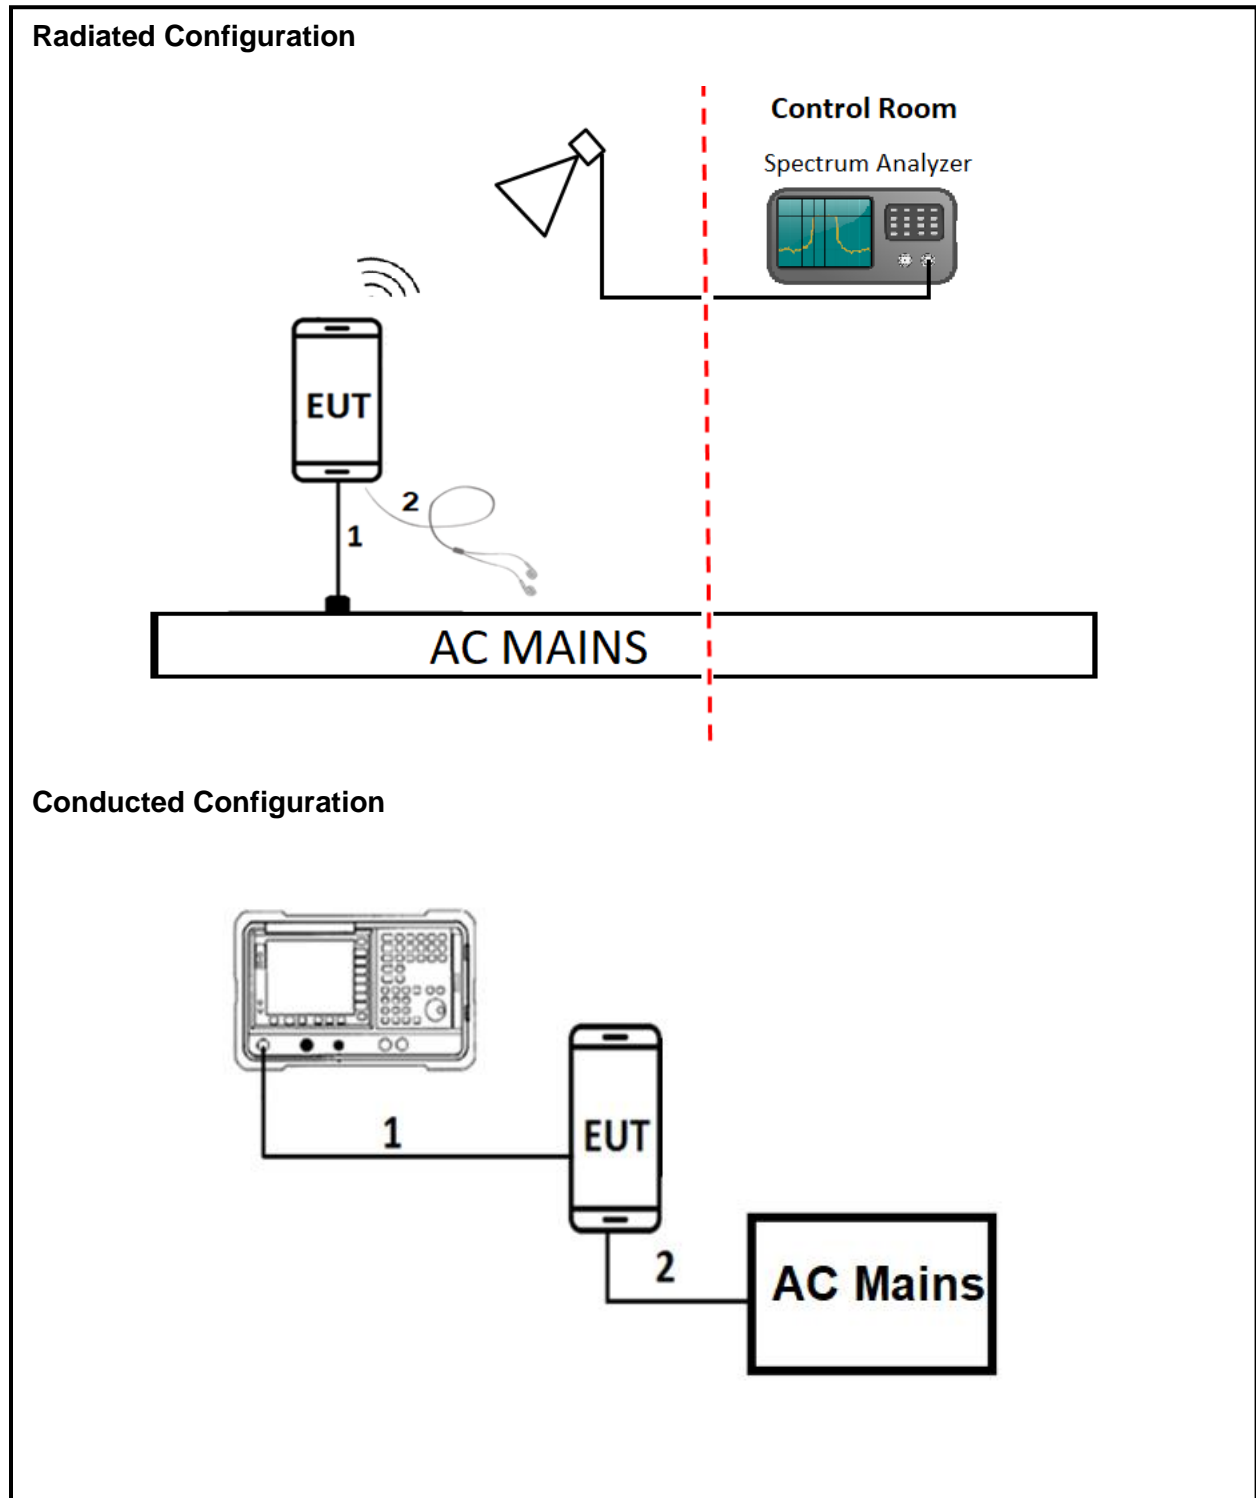 Radiated Configuration
Control Room
Spectrum Analyzer
EUT
2
1
AC MAINS
Conducted Configuration
1
EUT
2
AC Mains